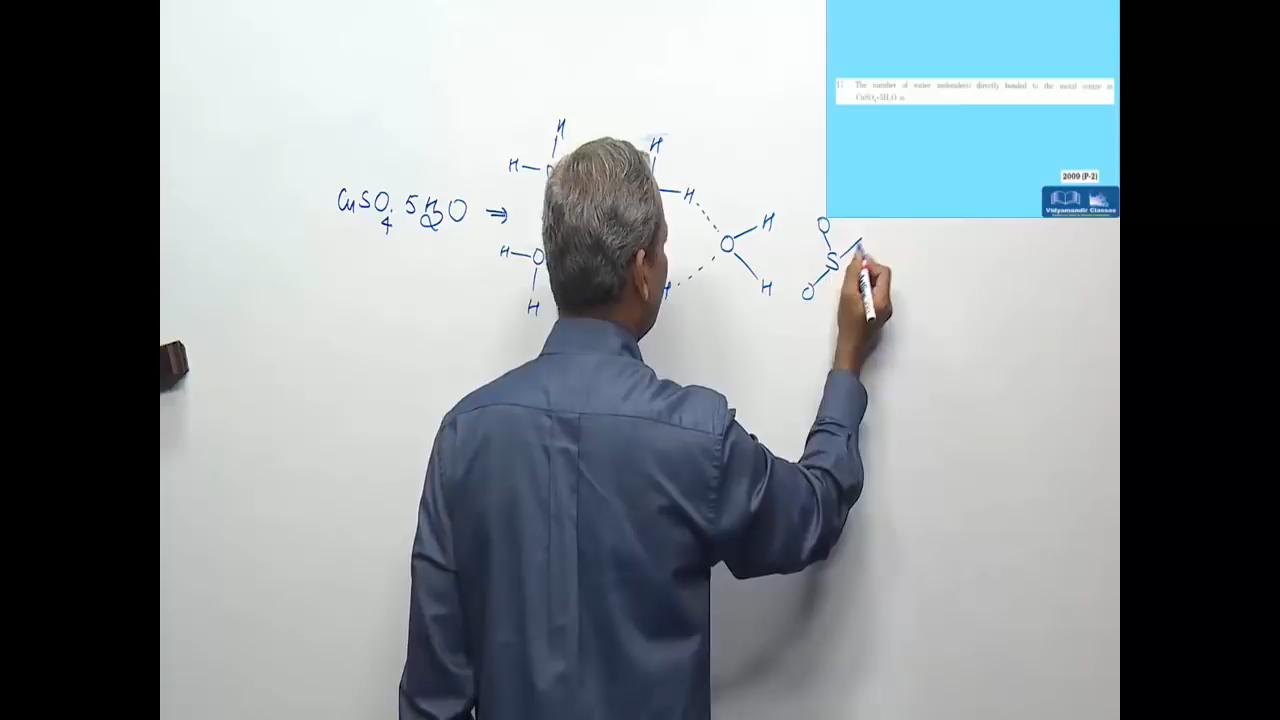 17 The number of water molecule(s) directly bonded to the metal centre in
CuSO4•5H2O is
2009 (P-2)
Vidyamandir Classes
CuSO4 5H2O ⇒
H
H—
H—O
H
H
H
O
H
H
O
S
O